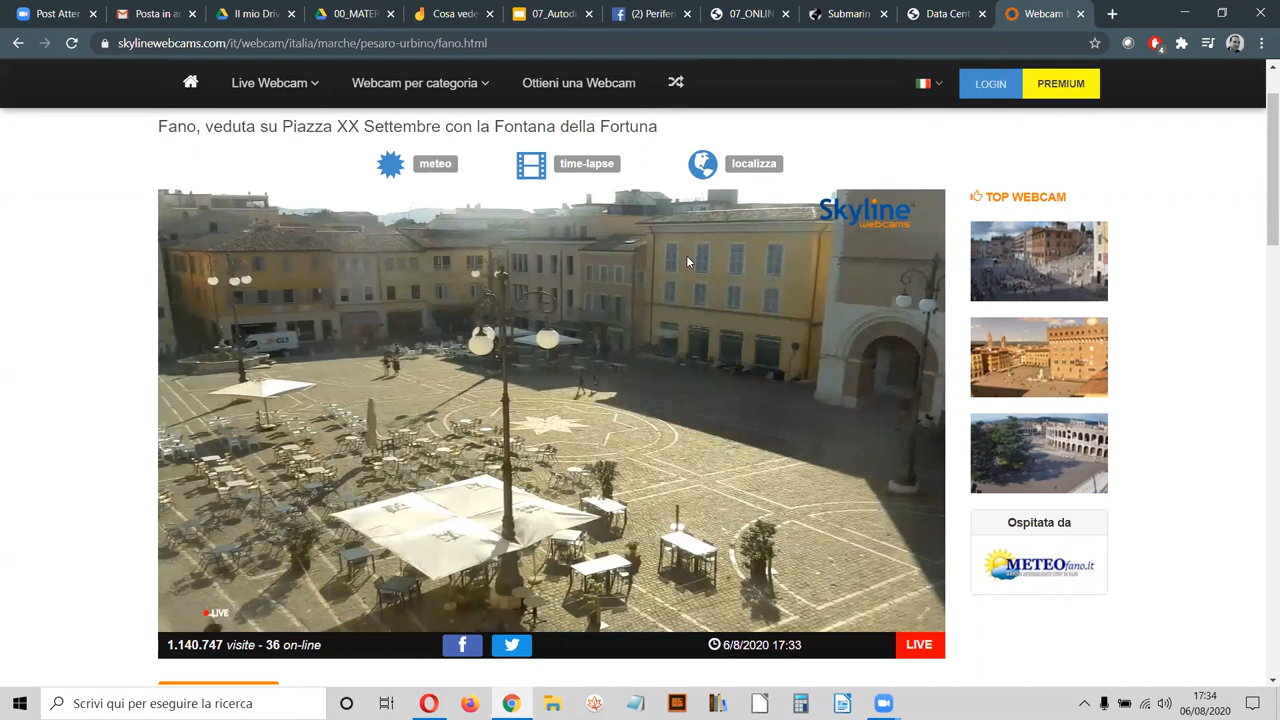 Post Atter
Posta in ar
Il mio Driv
00_MATER
Cosa vede
07_Autodi
(2) Perifer
07_ONLIN
Submarin
Data Cent
Webcam
skylinewebcams.com/it/webcam/italia/marche/pesaro-urbino/fano.html
4
Live Webcam
Webcam per categoria
Ottieni una Webcam
LOGIN
PREMIUM
Fano, veduta su Piazza XX Settembre con la Fontana della Fortuna
meteo
time-lapse
localizza
Skyline
webcams
TOP WEBCAM
GLS
Ospitata da
METEOfano.it
LIVE
1.140.747 visite - 36 on-line
6/8/2020 17:33
LIVE
Scrivi qui per eseguire la ricerca
17:34
06/08/2020